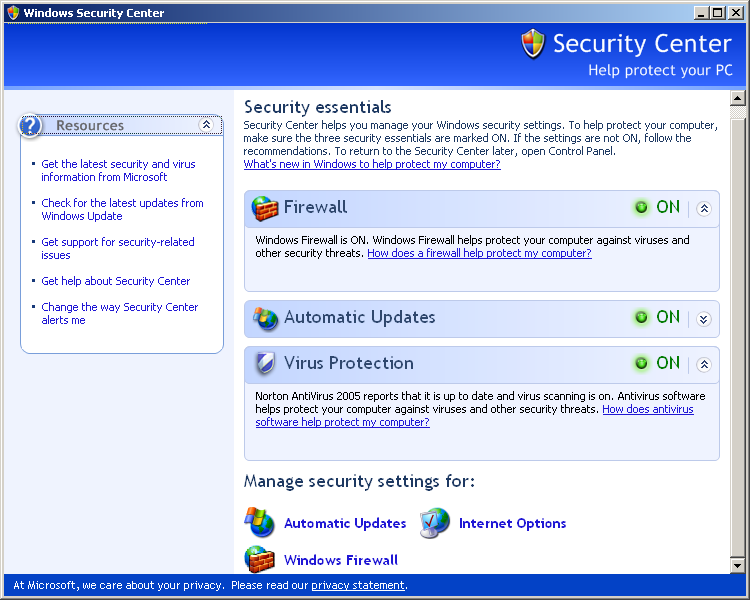 Windows Security Center
Security Center
Help protect your PC
Resources
Get the latest security and virus
information from Microsoft
Check for the latest updates from
Windows Update
Get support for security-related
issues
Get help about Security Center
Change the way Security Center
alerts me
Security essentials
Security Center helps you manage your Windows security settings. To help protect your computer,
make sure the three security essentials are marked ON. If the settings are not ON, follow the
recommendations. To return to the Security Center later, open Control Panel.
What's new in Windows to help protect my computer?
Firewall ON
Windows Firewall is ON. Windows Firewall helps protect your computer against viruses and
other security threats. How does a firewall help protect my computer?
Automatic Updates ON
Virus Protection ON
Norton AntiVirus 2005 reports that it is up to date and virus scanning is on. Antivirus software
helps protect your computer against viruses and other security threats. How does antivirus
software help protect my computer?
Manage security settings for:
Automatic Updates Internet Options
Windows Firewall
At Microsoft, we care about your privacy. Please read our privacy statement.